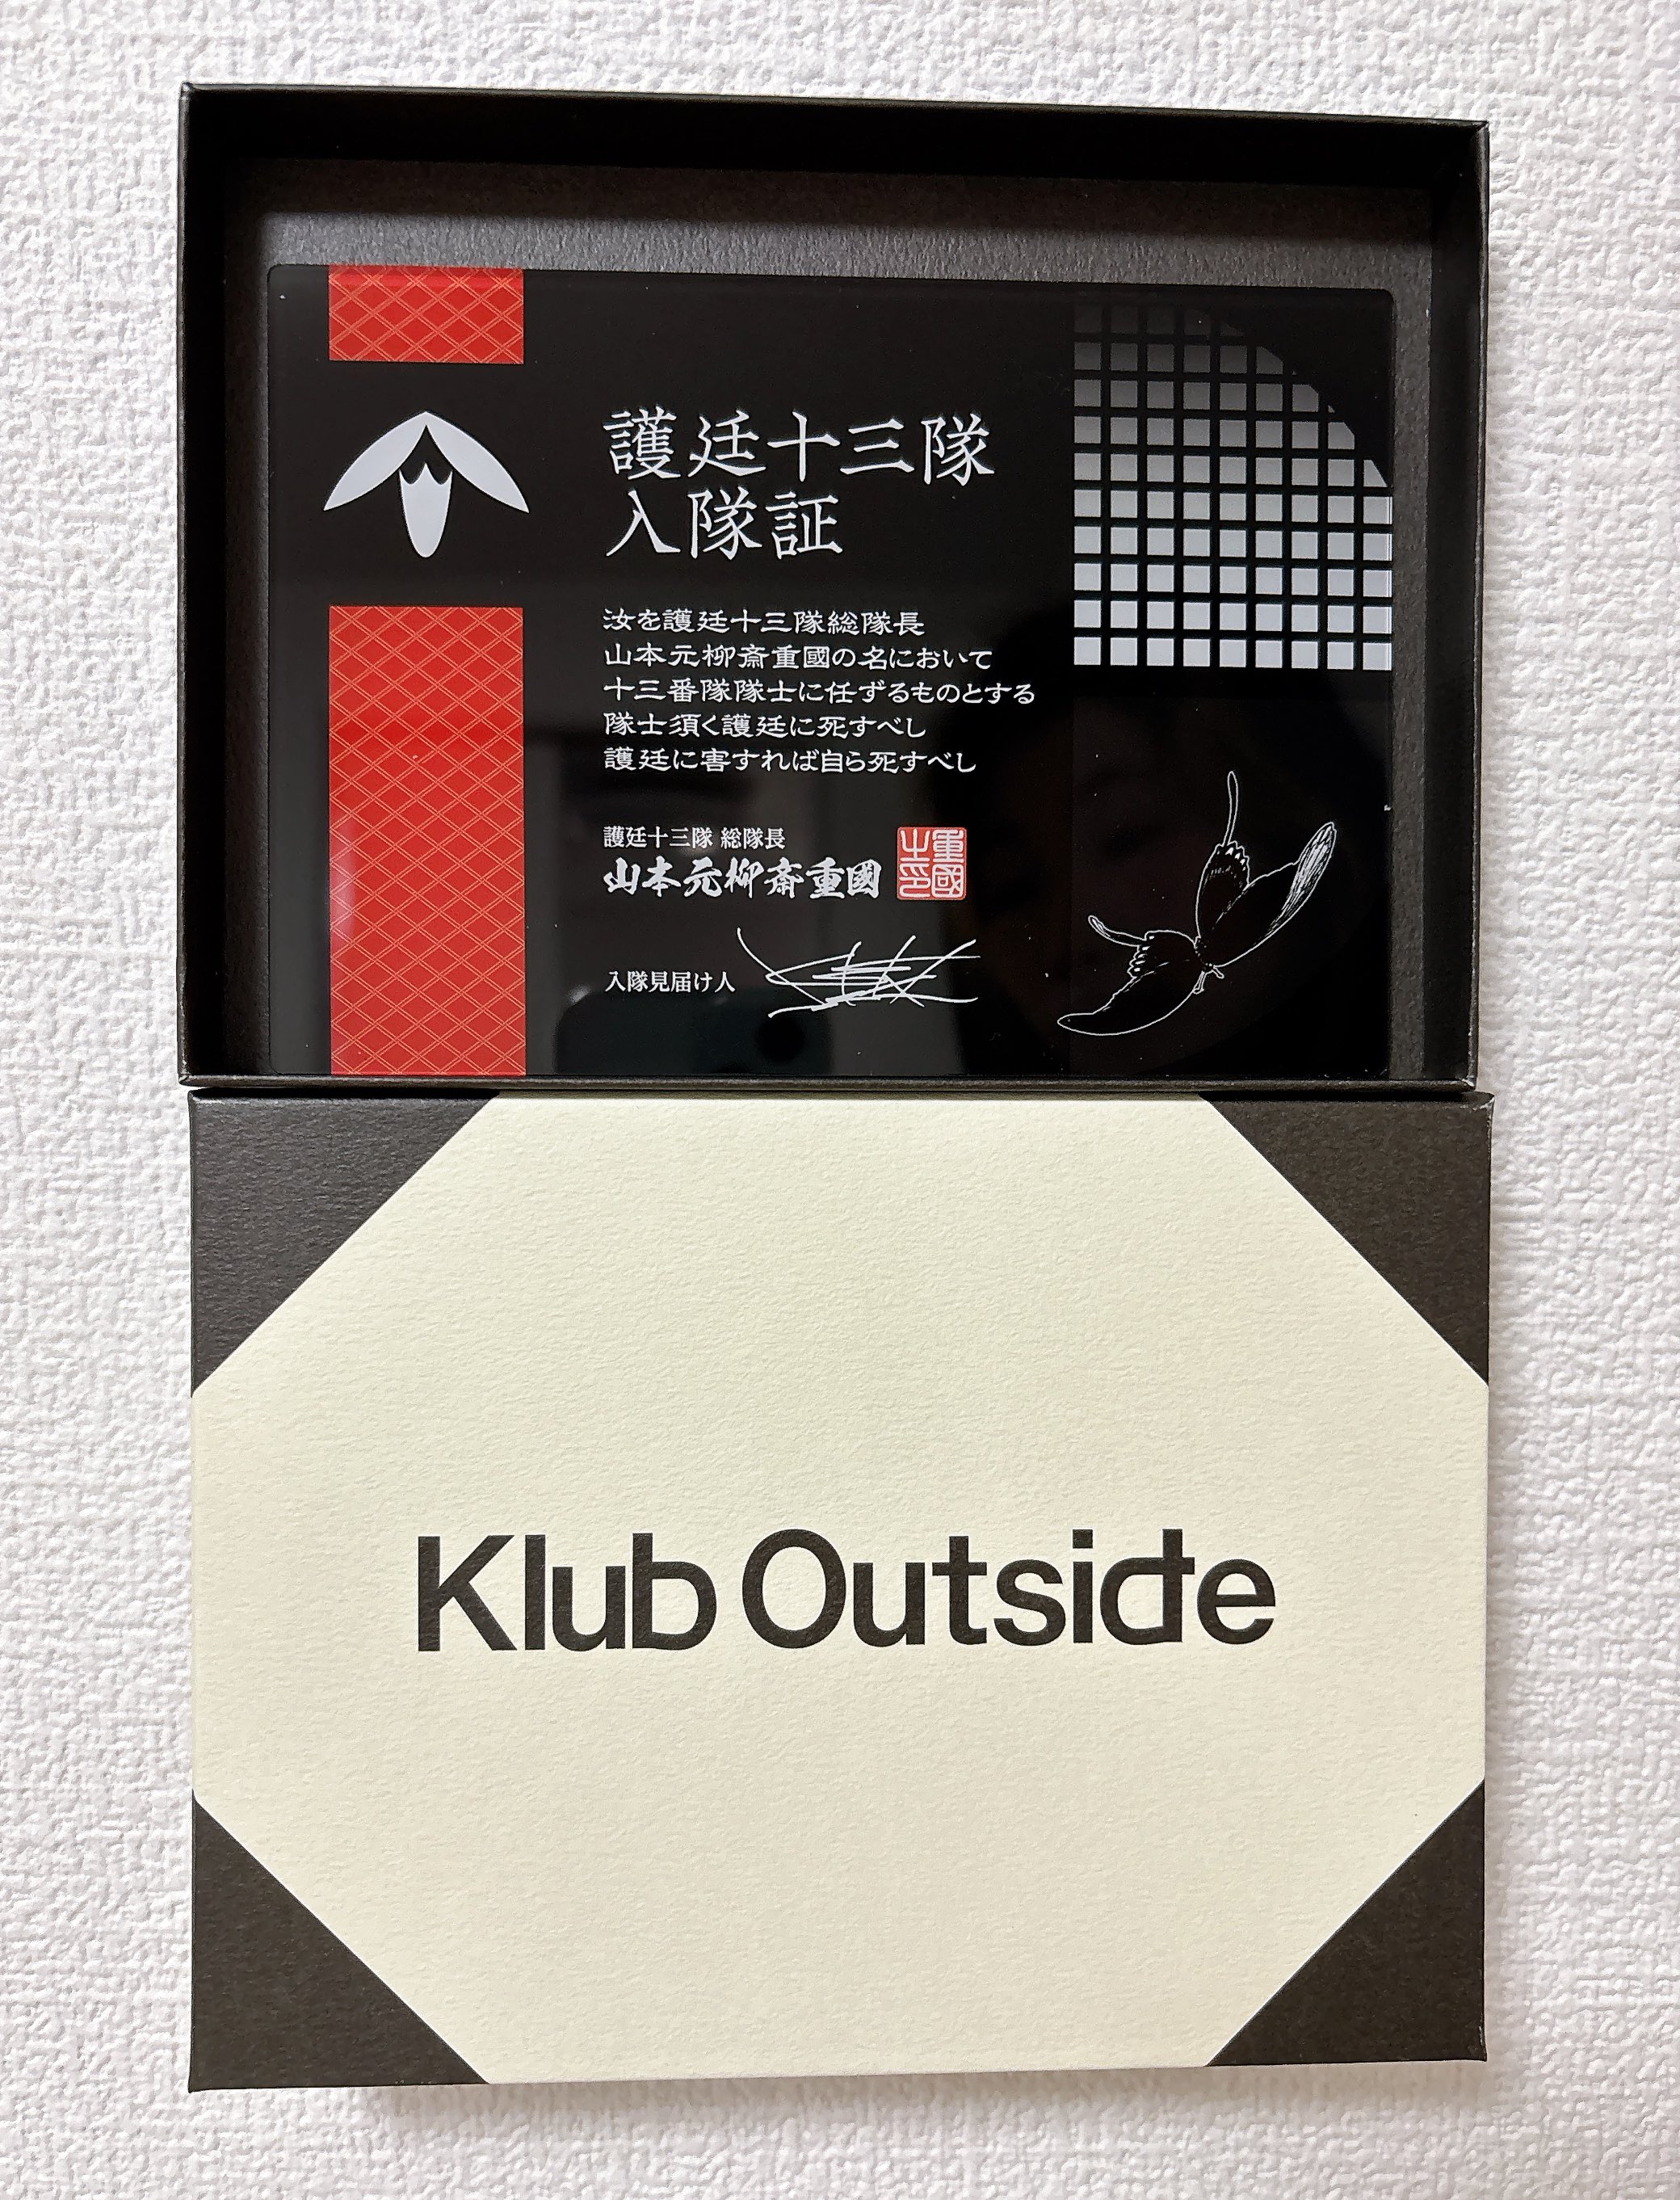 護廷十三隊
入隊証
汝を護廷十三隊総隊長
山本元柳斎重國の名において
十三番隊隊士に任ずるものとする
隊士須く護廷に死すべし
護廷に害すれば自ら死すべし
護廷十三隊 総隊長
山本元柳斎重國
重國之印
入隊見届け人
Klub Outside